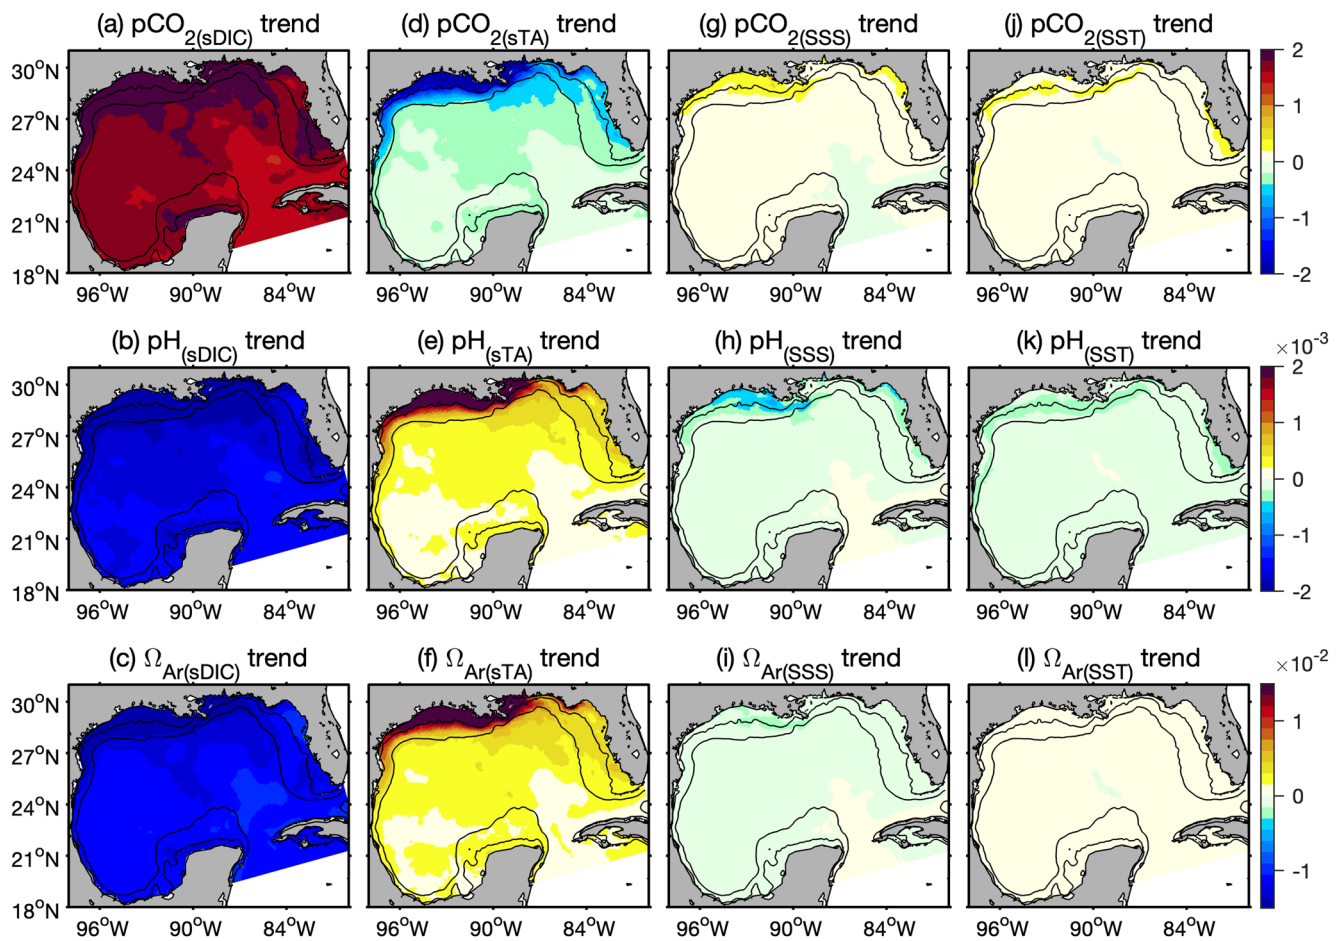 (a) pCO2(sDIC) trend
(d) pCO2(sTA) trend
(g) pCO2(SSS) trend
(j) pCO2(SST) trend
30°N
27°N
24°N
21°N
18°N
96°W 90°W 84°W
96°W 90°W 84°W
96°W 90°W 84°W
96°W 90°W 84°W
2
1
0
-1
-2
(b) pH(sDIC) trend
(e) pH(sTA) trend
(h) pH(SSS) trend
(k) pH(SST) trend
×10-3
30°N
27°N
24°N
21°N
18°N
96°W 90°W 84°W
96°W 90°W 84°W
96°W 90°W 84°W
96°W 90°W 84°W
2
1
0
-1
-2
(c) ΩAr(sDIC) trend
(f) ΩAr(sTA) trend
(i) ΩAr(SSS) trend
(l) ΩAr(SST) trend
×10-2
30°N
27°N
24°N
21°N
18°N
96°W 90°W 84°W
96°W 90°W 84°W
96°W 90°W 84°W
96°W 90°W 84°W
1
0
-1